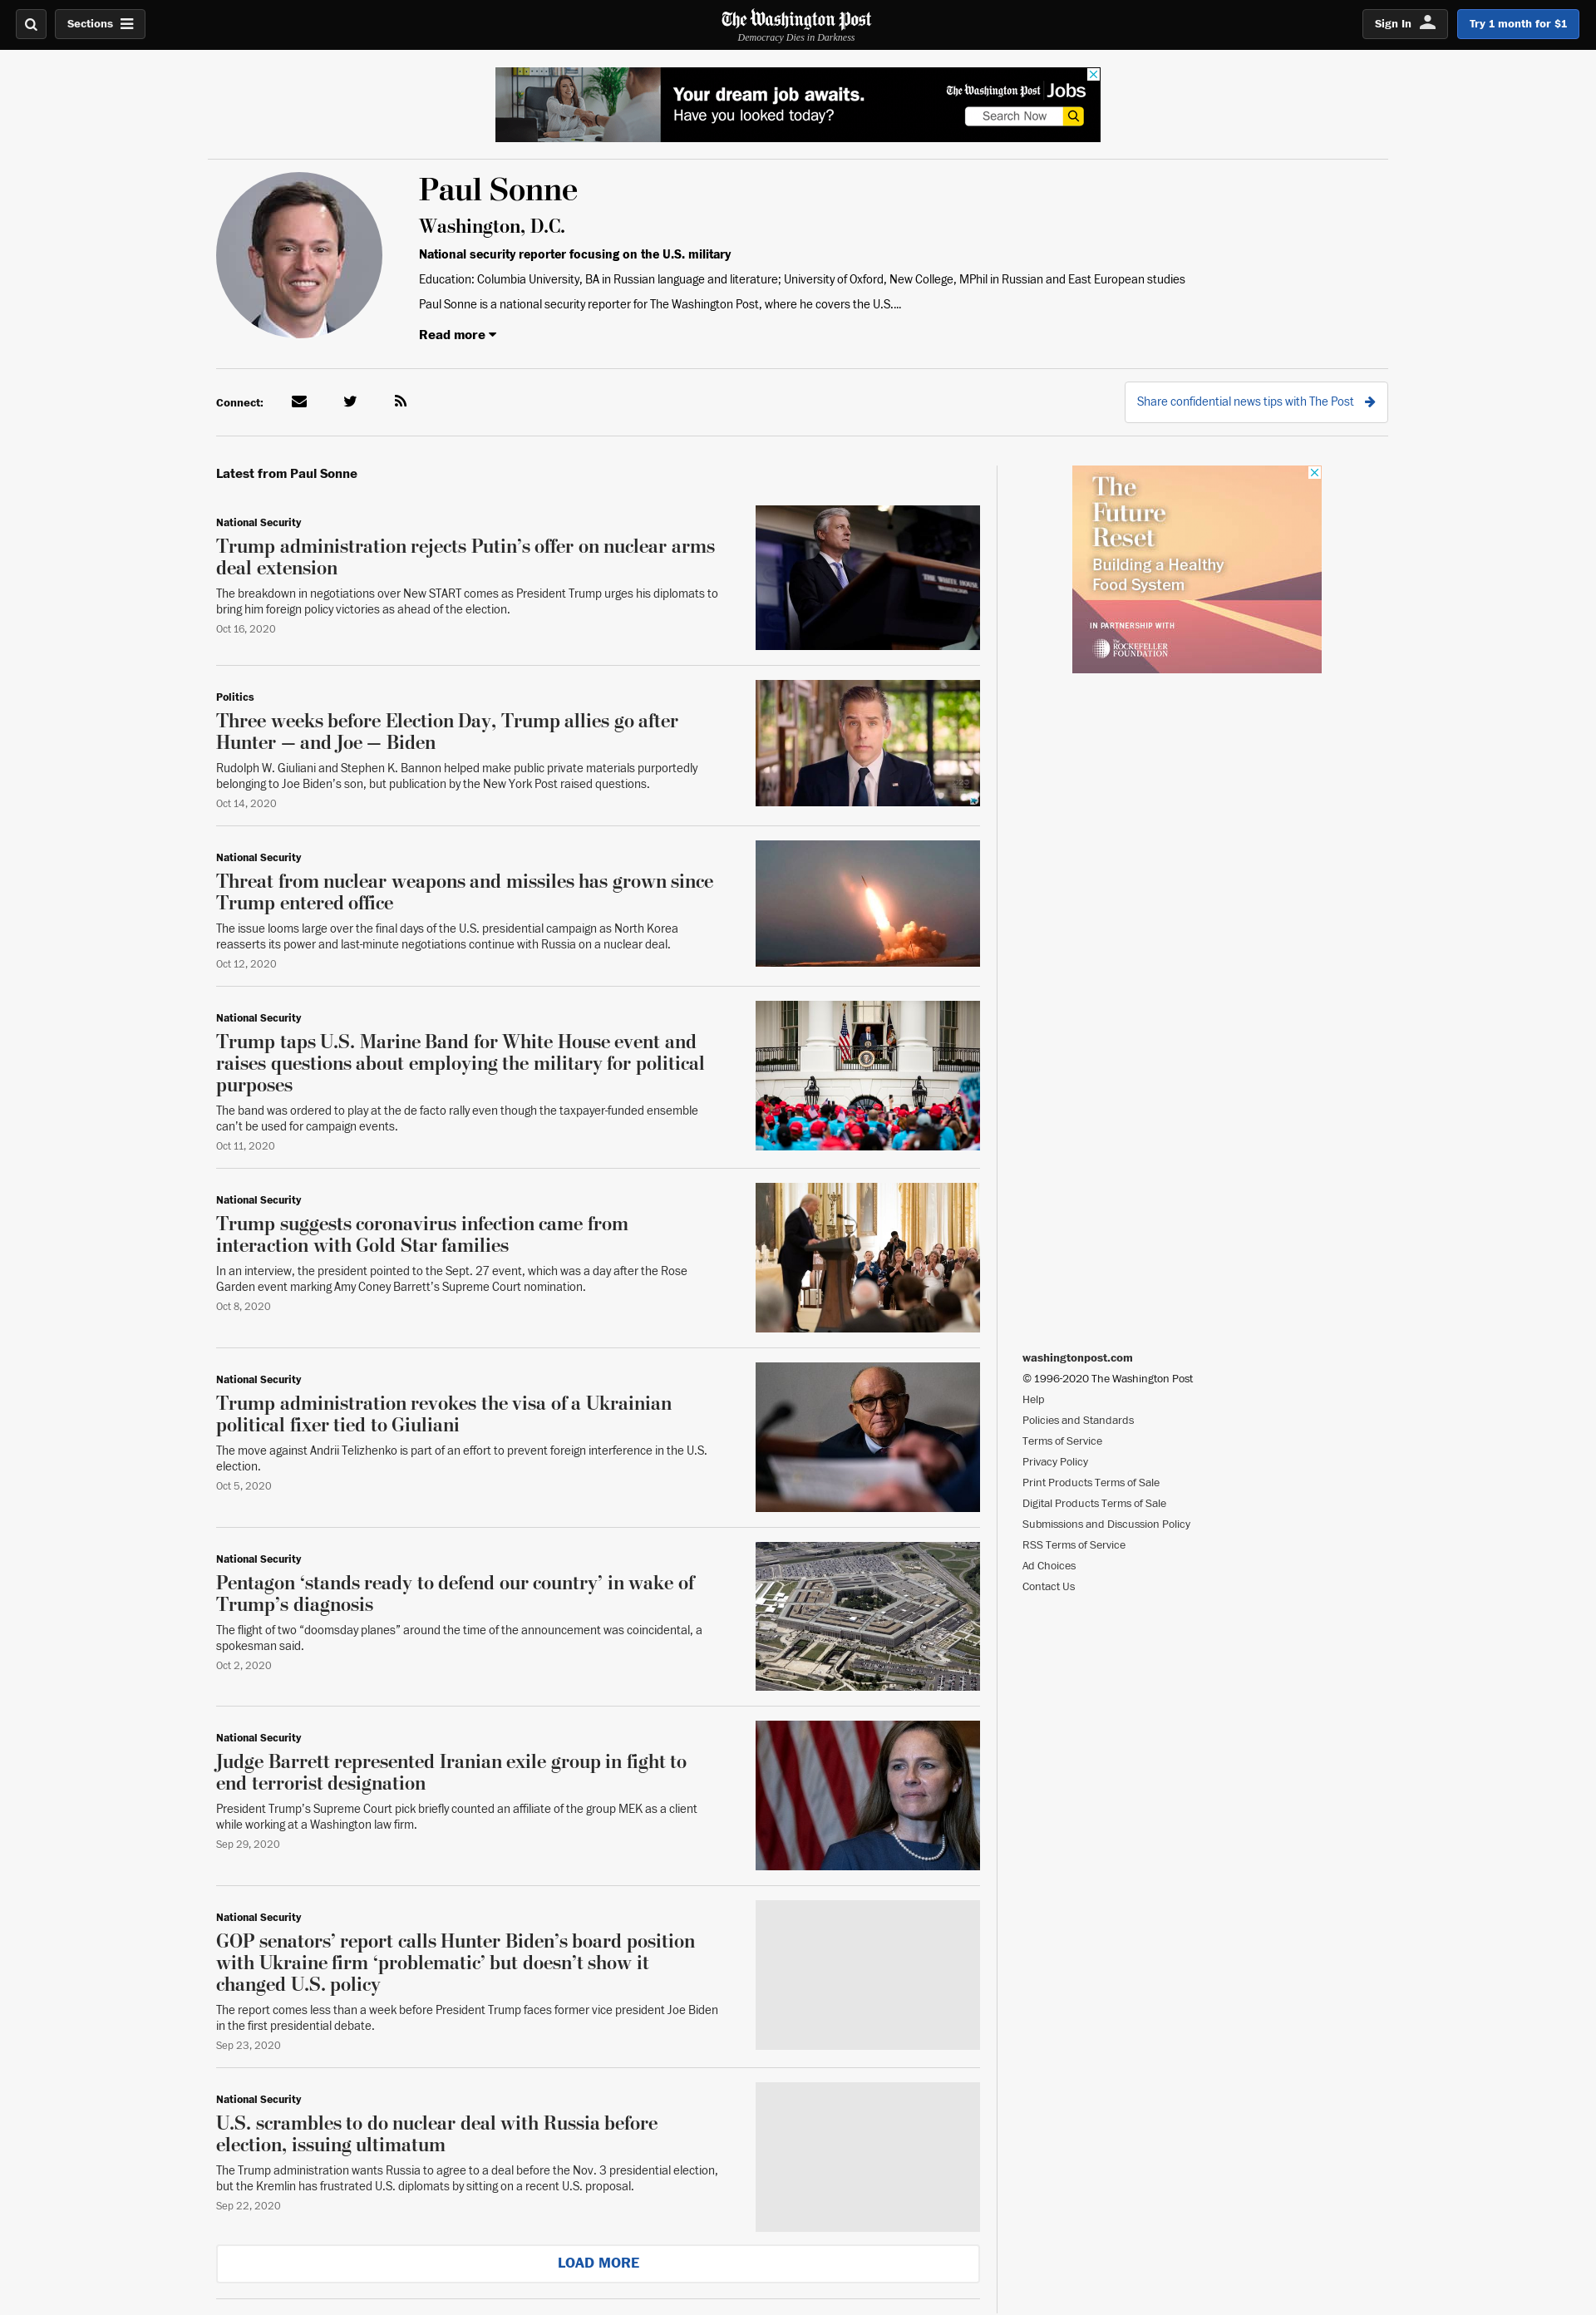 Sections
The Washington Post
Democracy Dies in Darkness
Sign In
Try 1 month for $1
Your dream job awaits.
Have you looked today?
The Washington Post Jobs
Search Now
Paul Sonne
Washington, D.C.
National security reporter focusing on the U.S. military
Education: Columbia University, BA in Russian language and literature; University of Oxford, New College, MPhil in Russian and East European studies
Paul Sonne is a national security reporter for The Washington Post, where he covers the U.S....
Read more
Connect:
Share confidential news tips with The Post
Latest from Paul Sonne
National Security
Trump administration rejects Putin’s offer on nuclear arms
deal extension
The breakdown in negotiations over New START comes as President Trump urges his diplomats to
bring him foreign policy victories as ahead of the election.
Oct 16, 2020
THE WHITE HOUSE
Politics
Three weeks before Election Day, Trump allies go after
Hunter — and Joe — Biden
Rudolph W. Giuliani and Stephen K. Bannon helped make public private materials purportedly
belonging to Joe Biden’s son, but publication by the New York Post raised questions.
Oct 14, 2020
National Security
Threat from nuclear weapons and missiles has grown since
Trump entered office
The issue looms large over the final days of the U.S. presidential campaign as North Korea
reasserts its power and last-minute negotiations continue with Russia on a nuclear deal.
Oct 12, 2020
National Security
Trump taps U.S. Marine Band for White House event and
raises questions about employing the military for political
purposes
The band was ordered to play at the de facto rally even though the taxpayer-funded ensemble
can’t be used for campaign events.
Oct 11, 2020
National Security
Trump suggests coronavirus infection came from
interaction with Gold Star families
In an interview, the president pointed to the Sept. 27 event, which was a day after the Rose
Garden event marking Amy Coney Barrett’s Supreme Court nomination.
Oct 8, 2020
National Security
Trump administration revokes the visa of a Ukrainian
political fixer tied to Giuliani
The move against Andrii Telizhenko is part of an effort to prevent foreign interference in the U.S.
election.
Oct 5, 2020
National Security
Pentagon ‘stands ready to defend our country’ in wake of
Trump’s diagnosis
The flight of two “doomsday planes” around the time of the announcement was coincidental, a
spokesman said.
Oct 2, 2020
National Security
Judge Barrett represented Iranian exile group in fight to
end terrorist designation
President Trump’s Supreme Court pick briefly counted an affiliate of the group MEK as a client
while working at a Washington law firm.
Sep 29, 2020
National Security
GOP senators’ report calls Hunter Biden’s board position
with Ukraine firm ‘problematic’ but doesn’t show it
changed U.S. policy
The report comes less than a week before President Trump faces former vice president Joe Biden
in the first presidential debate.
Sep 23, 2020
National Security
U.S. scrambles to do nuclear deal with Russia before
election, issuing ultimatum
The Trump administration wants Russia to agree to a deal before the Nov. 3 presidential election,
but the Kremlin has frustrated U.S. diplomats by sitting on a recent U.S. proposal.
Sep 22, 2020
LOAD MORE
The
Future
Reset
Building a Healthy
Food System
IN PARTNERSHIP WITH
The
ROCKEFELLER
FOUNDATION
washingtonpost.com
© 1996-2020 The Washington Post
Help
Policies and Standards
Terms of Service
Privacy Policy
Print Products Terms of Sale
Digital Products Terms of Sale
Submissions and Discussion Policy
RSS Terms of Service
Ad Choices
Contact Us